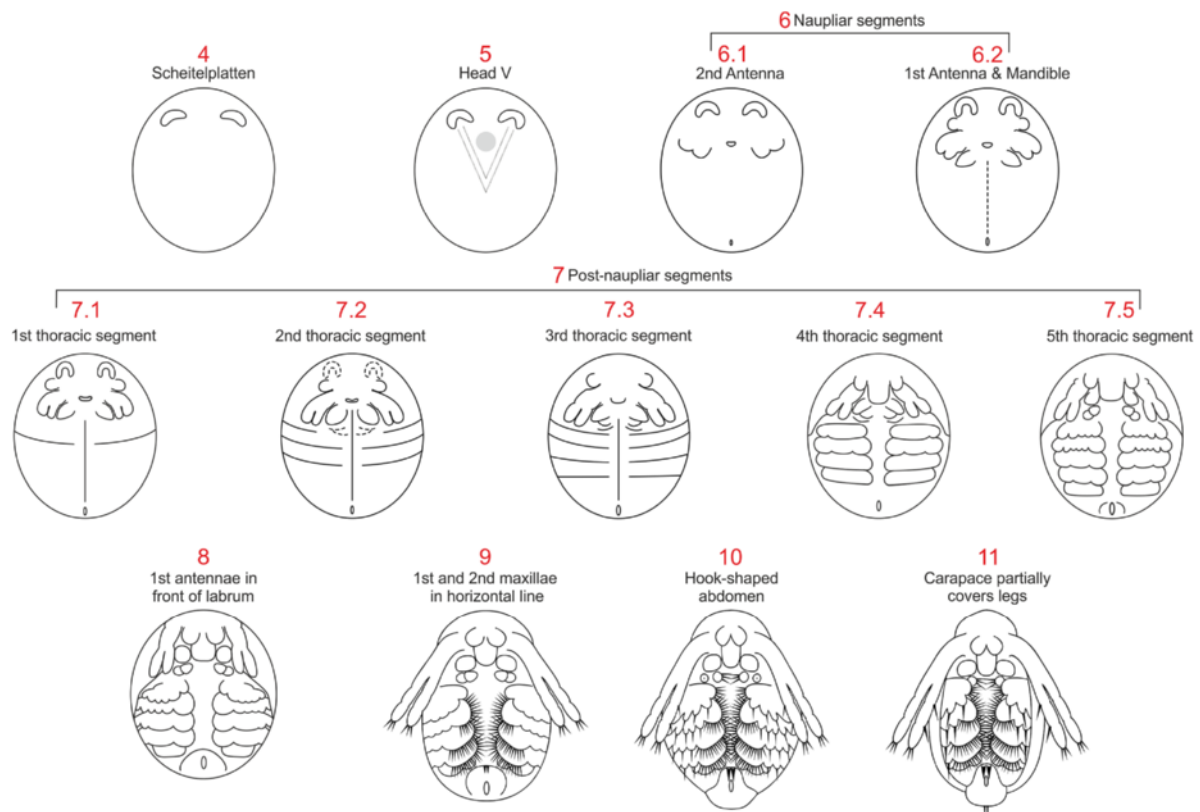 6 Naupliar segments
4
5
6.1
6.2
Scheitelplatten
Head V
2nd Antenna
1st Antenna & Mandible
7 Post-naupliar segments
7.1
7.2
7.3
7.4
7.5
1st thoracic segment
2nd thoracic segment
3rd thoracic segment
4th thoracic segment
5th thoracic segment
8
1st antennae in
front of labrum
9
1st and 2nd maxillae
in horizontal line
10
Hook-shaped
abdomen
11
Carapace partially
covers legs